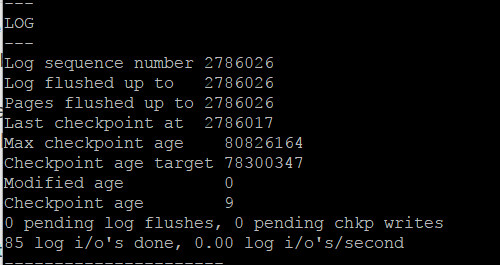 ---
LOG
---
Log sequence number 2786026
Log flushed up to   2786026
Pages flushed up to 2786026
Last checkpoint at  2786017
Max checkpoint age    80826164
Checkpoint age target 78300347
Modified age          0
Checkpoint age        9
0 pending log flushes, 0 pending chkp writes
85 log i/o's done, 0.00 log i/o's/second
----------------------